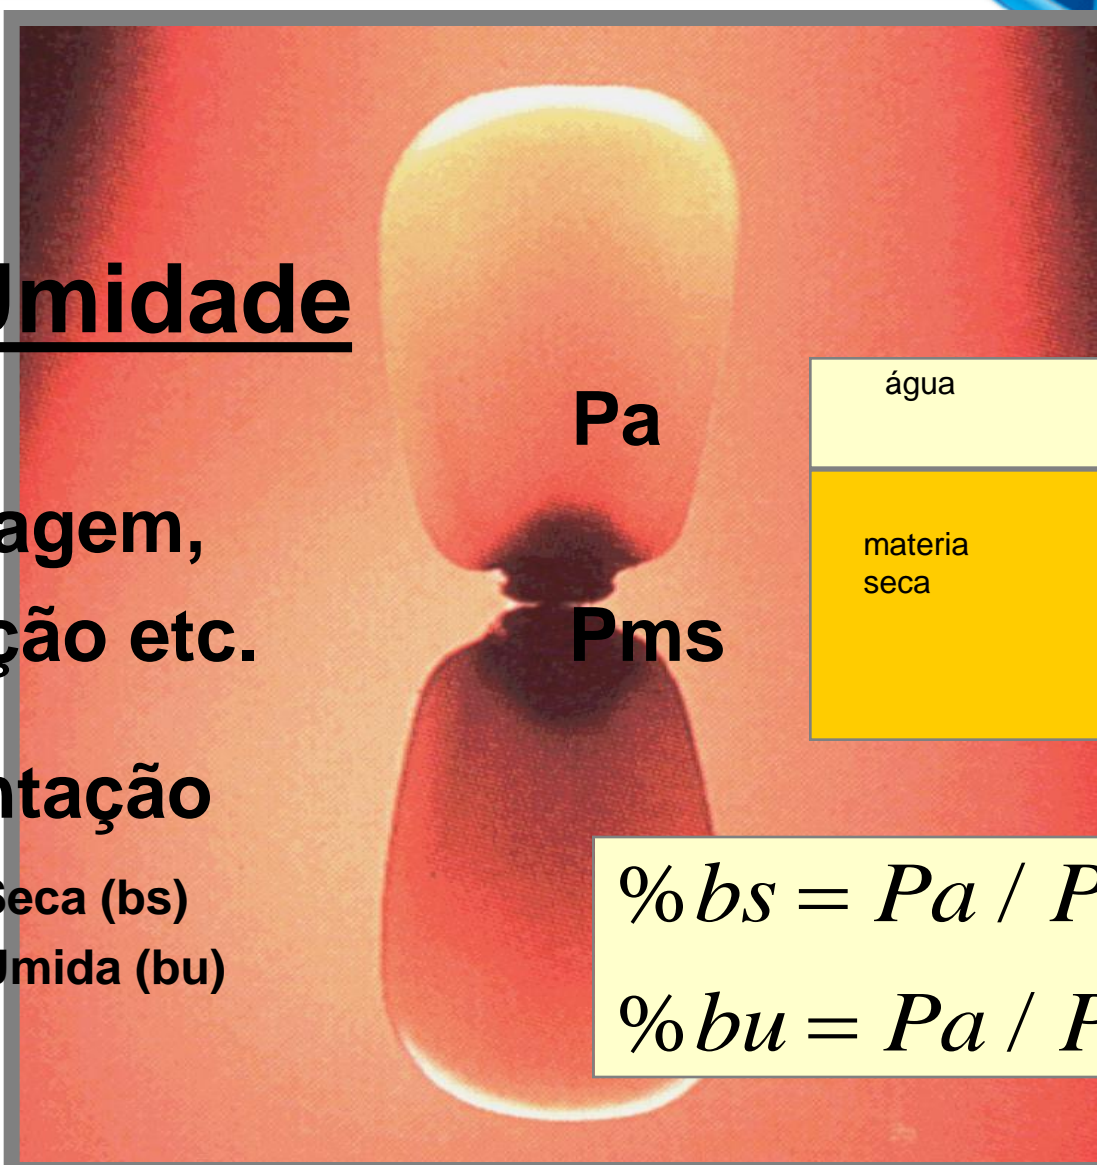 Umidade
Pa
água
agem,
materia
seca
ção etc.
Pms
ntação
Seca (bs)
Umida (bu)
%bs = Pa / P
%bu = Pa / P